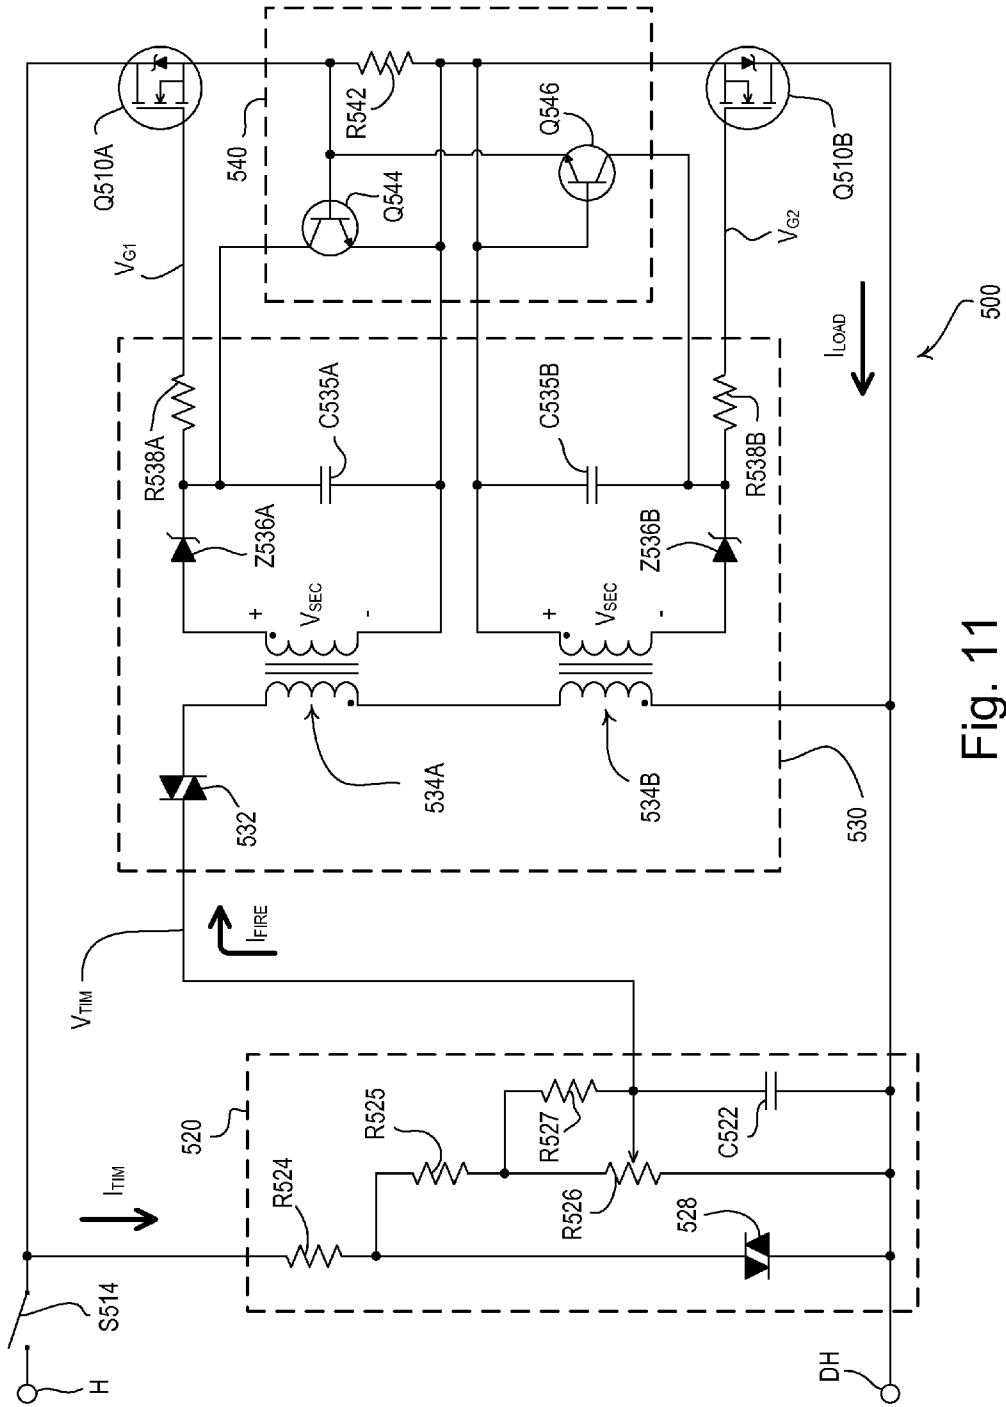 H
S514
DH
I_TIM
520
R524
R525
R526
R527
528
C522
V_TIM
I_FIRE
530
532
534A
534B
+
V_SEC
-
+
V_SEC
-
Z536A
Z536B
R538A
R538B
C535A
C535B
V_G1
V_G2
Q510A
Q510B
540
R542
Q544
Q546
I_LOAD
500
Fig. 11